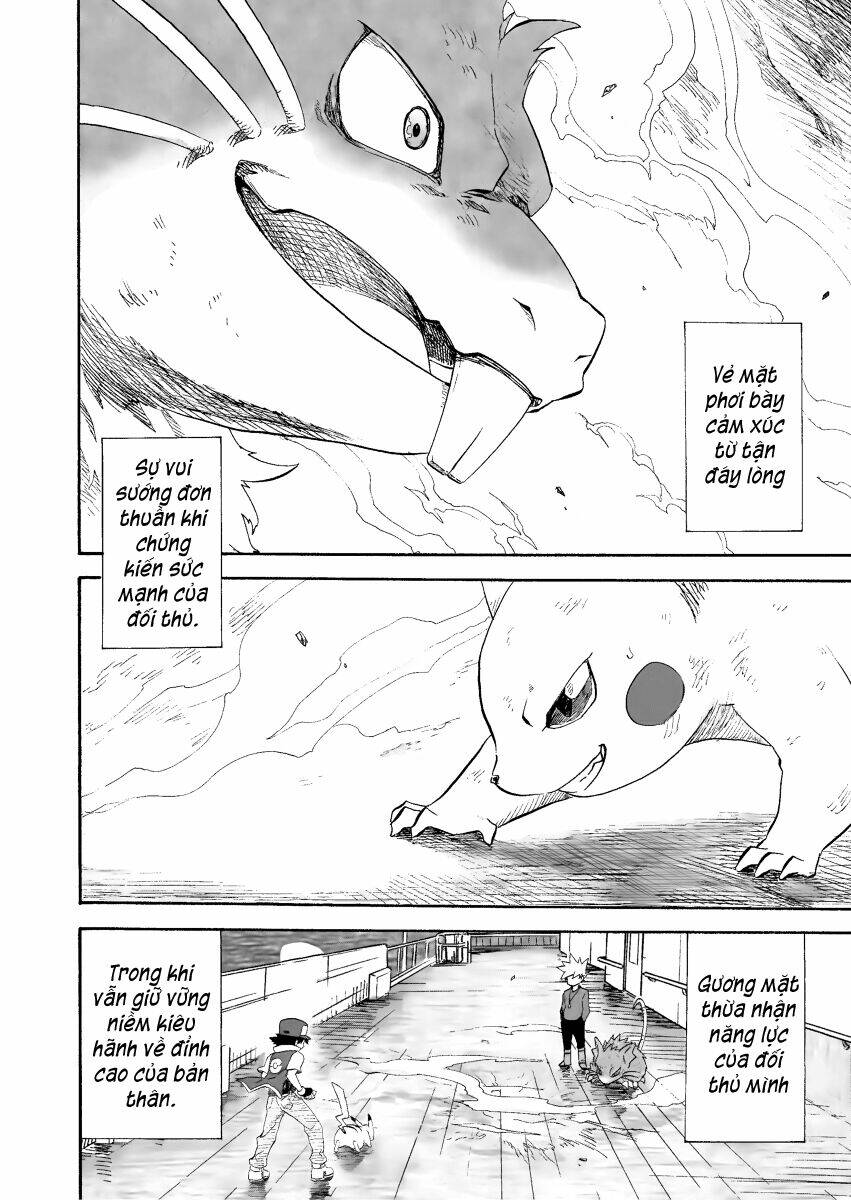 Vẻ mặt
phơi bày
cảm xúc
từ tận
đáy lòng
Sự vui
sướng đơn
thuần khi
chứng
kiến sức
mạnh của
đối thủ.
Gương mặt
thừa nhận
năng lực
của đối
thủ mình
Trong khi
vẫn giữ vững
niềm kiêu
hãnh về đỉnh
cao của bản
thân.